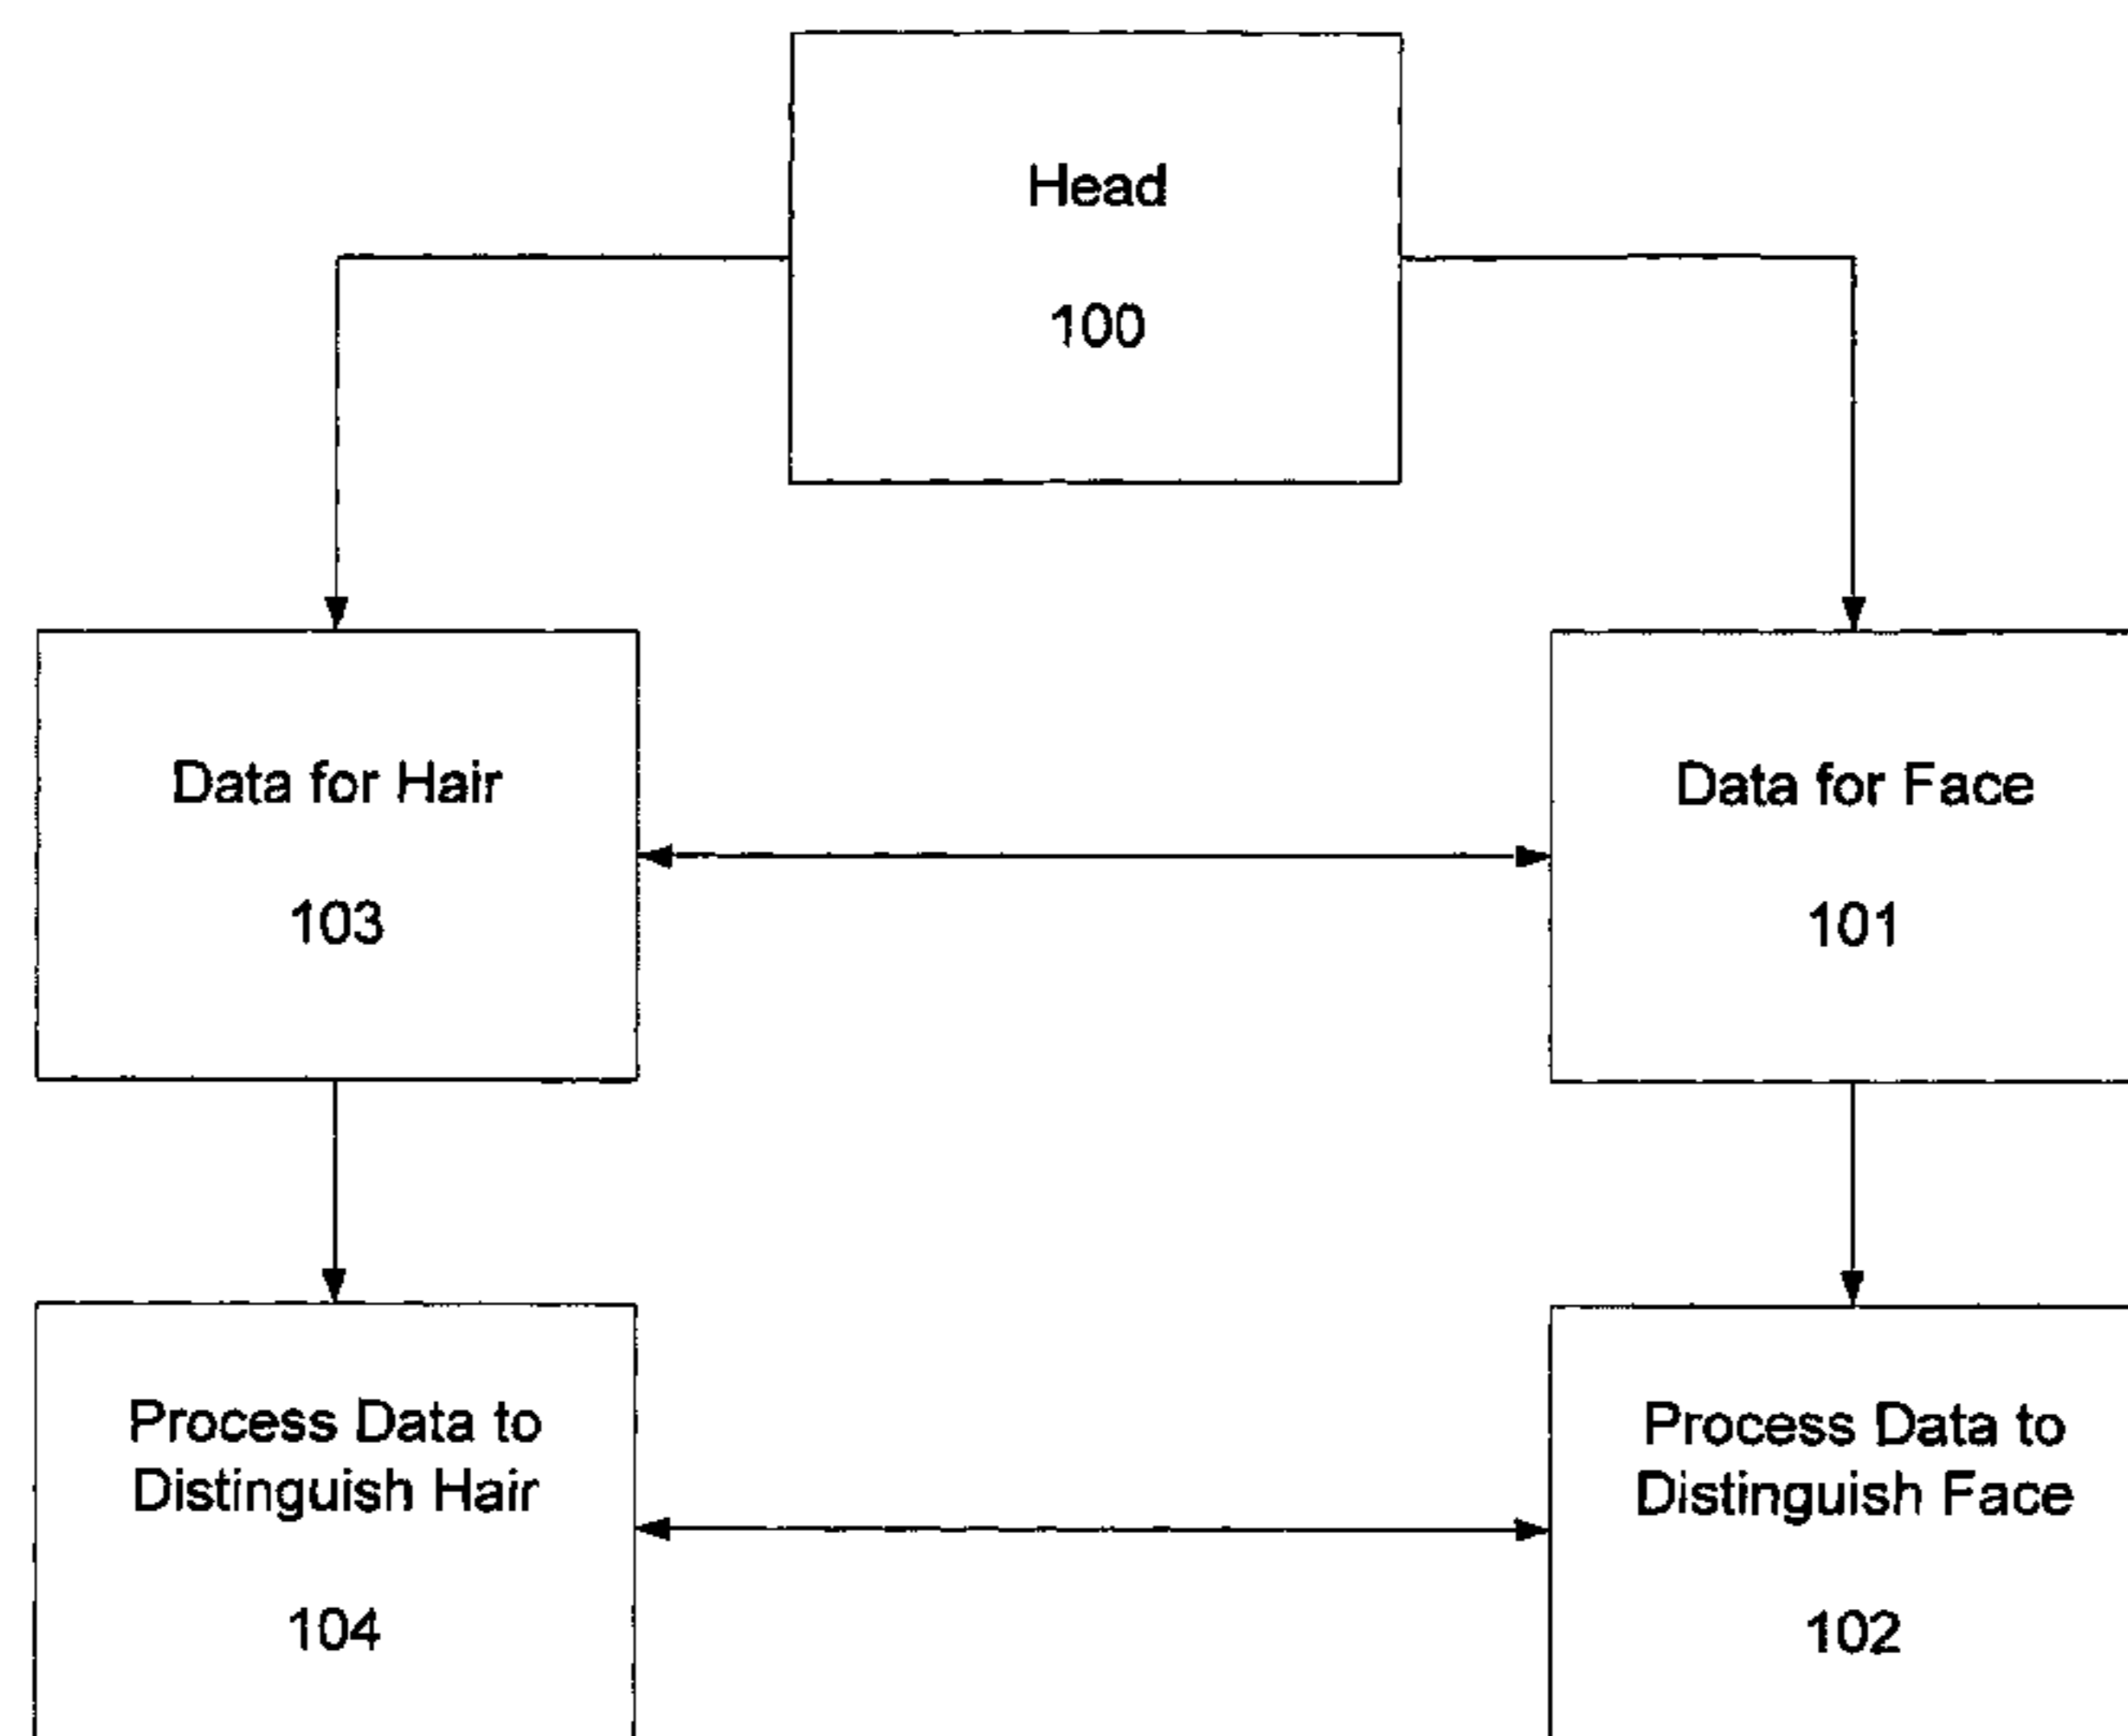 Head
100
Data for Hair
103
Data for Face
101
Process Data to
Distinguish Hair
104
Process Data to
Distinguish Face
102